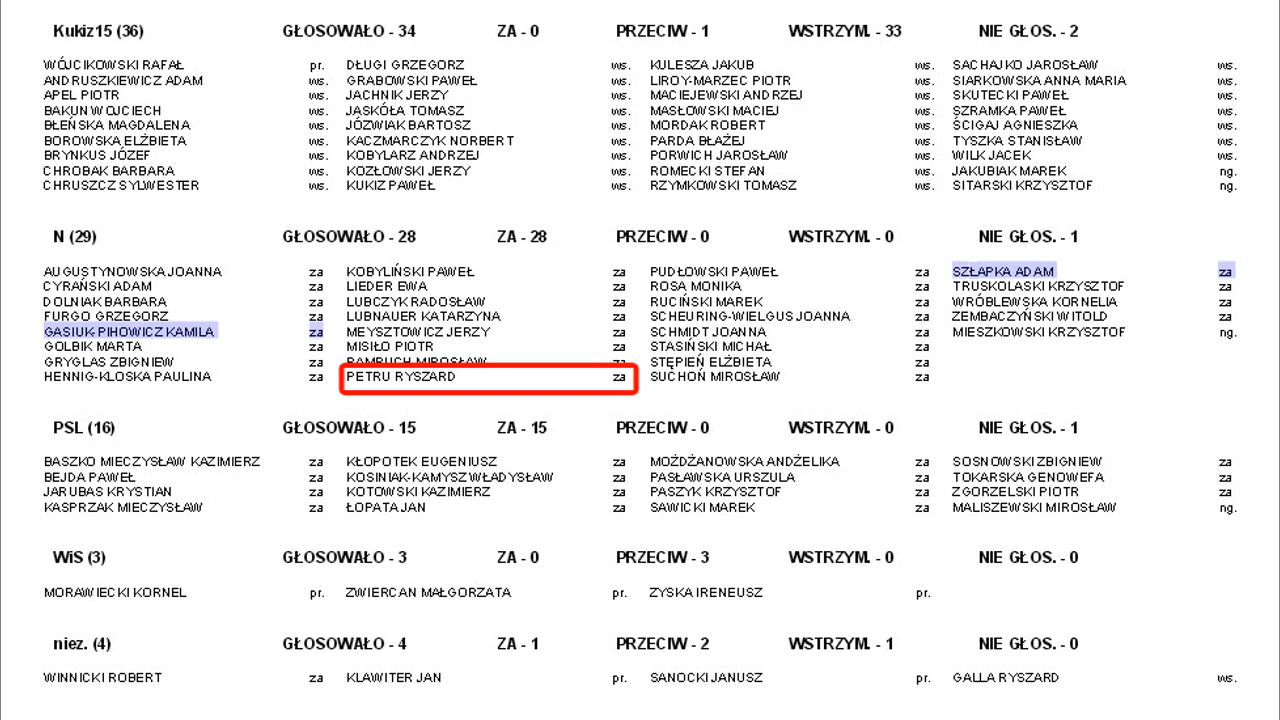 Kukiz15 (36) GŁOSOWAŁO - 34 ZA - 0 PRZECIW - 1 WSTRZYM. - 33 NIE GŁOS. - 2
WÓJCIKOWSKI RAFAŁ pr. DŁUGI GRZEGORZ ws. KULESZA JAKUB ws. SACHAJKO JAROSŁAW ws.
ANDRUSZKIEWICZ ADAM ws. GRABOWSKI PAWEŁ ws. LIROY-MARZEC PIOTR ws. SIARKOWSKA ANNA MARIA ws.
APEL PIOTR ws. JACHNIK JERZY ws. MACIEJEWSKI ANDRZEJ ws. SKUTECKI PAWEŁ ws.
BAKUN WOJCIECH ws. JASKÓŁA TOMASZ ws. MASŁOWSKI MACIEJ ws. SZRAMKA PAWEŁ ws.
BŁEŃSKA MAGDALENA ws. JÓŹWIAK BARTOSZ ws. MORDAK ROBERT ws. ŚCIGAJ AGNIESZKA ws.
BOROWSKA ELŻBIETA ws. KACZMARCZYK NORBERT ws. PARDA BŁAŻEJ ws. TYSZKA STANISŁAW ws.
BRYNKUS JÓZEF ws. KOBYLARZ ANDRZEJ ws. PORWICH JAROSŁAW ws. WILK JACEK ws.
CHROBAK BARBARA ws. KOZŁOWSKI JERZY ws. ROMECKI STEFAN ws. JAKUBIAK MAREK ng.
CHRUSZCZ SYLWESTER ws. KUKIZ PAWEŁ ws. RZYMKOWSKI TOMASZ ws. SITARSKI KRZYSZTOF ng.
N (29) GŁOSOWAŁO - 28 ZA - 28 PRZECIW - 0 WSTRZYM. - 0 NIE GŁOS. - 1
AUGUSTYNOWSKA JOANNA za KOBYLIŃSKI PAWEŁ za PUDŁOWSKI PAWEŁ za SZŁAPKA ADAM za
CYRAŃSKI ADAM za LIEDER EWA za ROSA MONIKA za TRUSKOLASKI KRZYSZTOF za
DOLNIAK BARBARA za LUBCZYK RADOSŁAW za RUCIŃSKI MAREK za WRÓBLEWSKA KORNELIA za
FURGO GRZEGORZ za LUBNAUER KATARZYNA za SCHEURING-WIELGUS JOANNA za ZEMBACZYŃSKI WITOLD za
GASIUK-PIHOWICZ KAMILA za MEYSZTOWICZ JERZY za SCHMIDT JOANNA za MIESZKOWSKI KRZYSZTOF ng.
GOLBIK MARTA za MISIŁO PIOTR za STASIŃSKI MICHAŁ za
GRYGLAS ZBIGNIEW za PAMPUCH MIROSŁAW za STĘPIEŃ ELŻBIETA za
HENNIG-KLOSKA PAULINA za PETRU RYSZARD za SUCHOŃ MIROSŁAW za
PSL (16) GŁOSOWAŁO - 15 ZA - 15 PRZECIW - 0 WSTRZYM. - 0 NIE GŁOS. - 1
BASZKO MIECZYSŁAW KAZIMIERZ za KŁOPOTEK EUGENIUSZ za MOŻDŻANOWSKA ANDŻELIKA za SOSNOWSKI ZBIGNIEW za
BEJDA PAWEŁ za KOSINIAK-KAMYSZ WŁADYSŁAW za PASŁAWSKA URSZULA za TOKARSKA GENOWEFA za
JARUBAS KRYSTIAN za KOTOWSKI KAZIMIERZ za PASZYK KRZYSZTOF za ZGORZELSKI PIOTR za
KASPRZAK MIECZYSŁAW za ŁOPATA JAN za SAWICKI MAREK za MALISZEWSKI MIROSŁAW ng.
WiS (3) GŁOSOWAŁO - 3 ZA - 0 PRZECIW - 3 WSTRZYM. - 0 NIE GŁOS. - 0
MORAWIECKI KORNEL pr. ZWIERCAN MAŁGORZATA pr. ZYSKA IRENEUSZ pr.
niez. (4) GŁOSOWAŁO - 4 ZA - 1 PRZECIW - 2 WSTRZYM. - 1 NIE GŁOS. - 0
WINNICKI ROBERT za KLAWITER JAN pr. SANOCKI JANUSZ pr. GALLA RYSZARD ws.